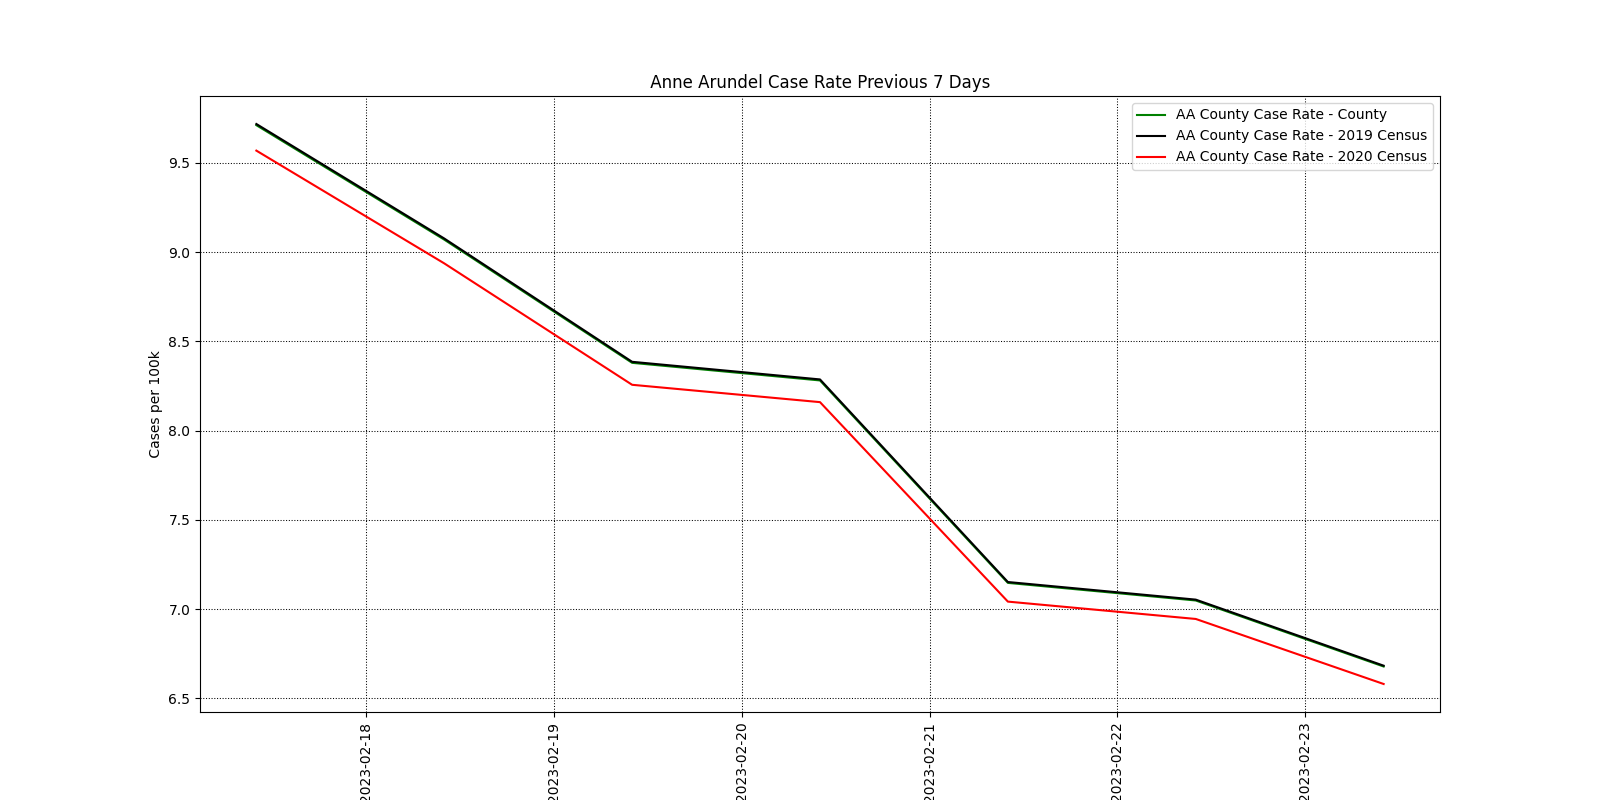 Anne Arundel Case Rate Previous 7 Days
AA County Case Rate - County
AA County Case Rate - 2019 Census
AA County Case Rate - 2020 Census
Cases per 100k
9.5
9.0
8.5
8.0
7.5
7.0
6.5
2023-02-18
2023-02-19
2023-02-20
2023-02-21
2023-02-22
2023-02-23